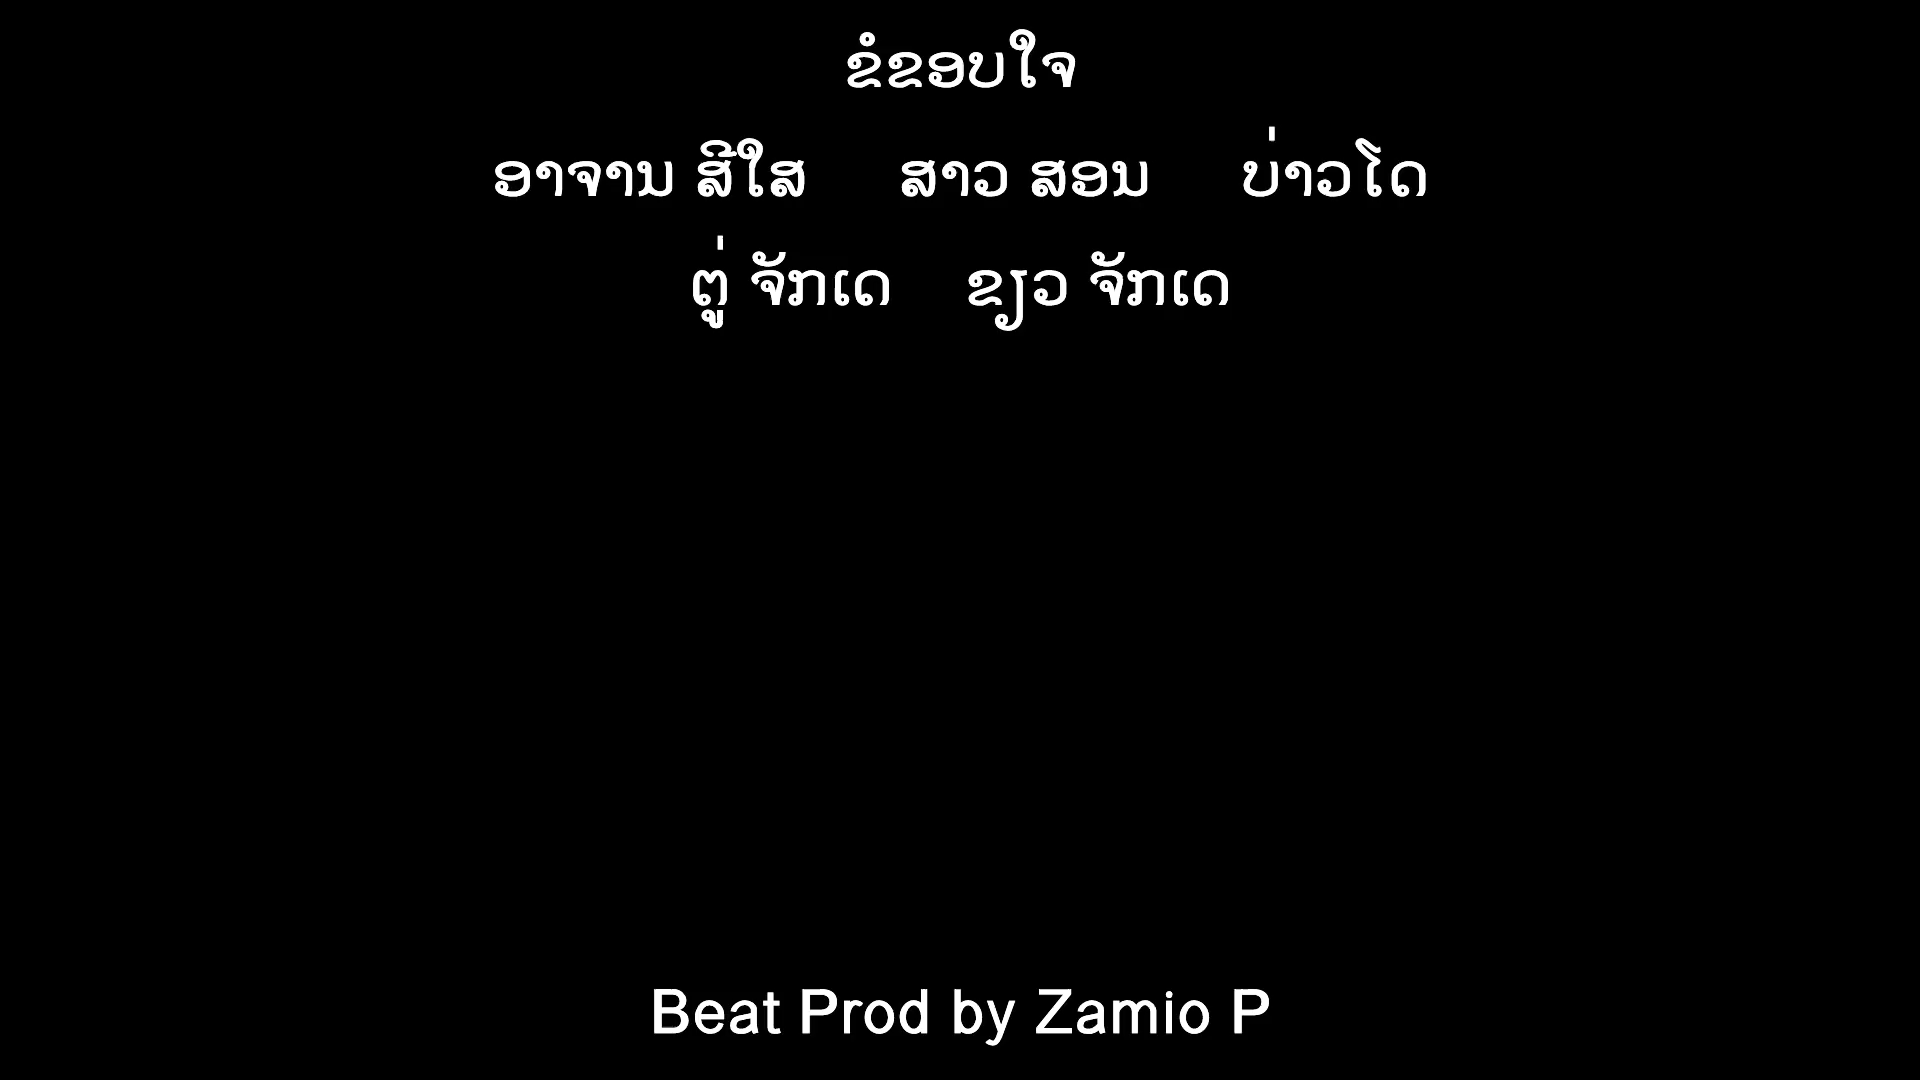 ຂໍຂອບໃຈ
ອາຈານ ສີໃສ ສາວ ສອນ ບ່າວໂດ
ຕູ່ ຈັກເດ ຂຽວ ຈັກເດ
Beat Prod by Zamio P